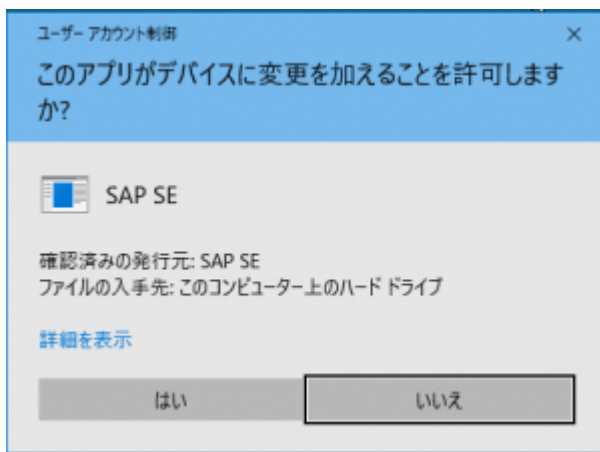 ユーザー アカウント制御
このアプリがデバイスに変更を加えることを許可します
か?
SAP SE
確認済みの発行元: SAP SE
ファイルの入手先: このコンピューター上のハード ドライブ
詳細を表示
はい
いいえ